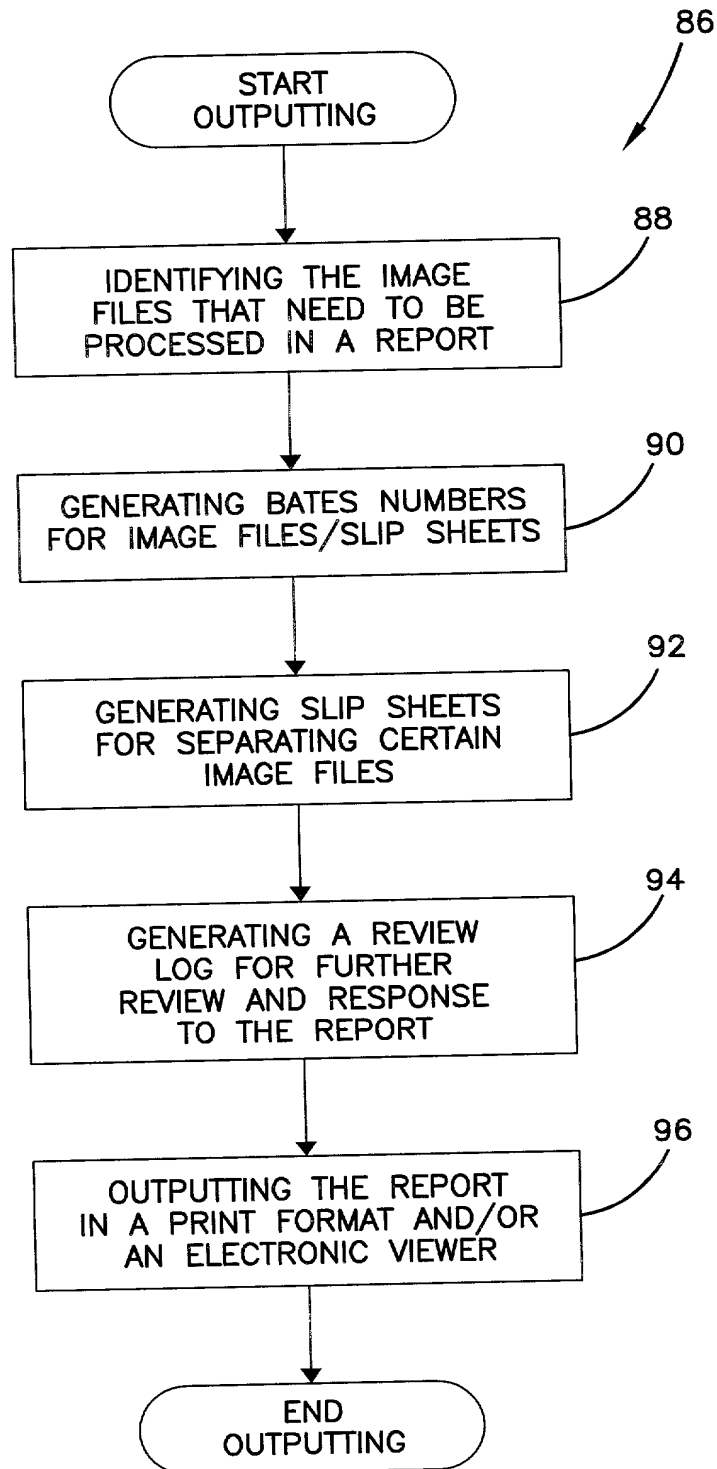 86
START
OUTPUTTING
88
IDENTIFYING THE IMAGE
FILES THAT NEED TO BE
PROCESSED IN A REPORT
90
GENERATING BATES NUMBERS
FOR IMAGE FILES/SLIP SHEETS
92
GENERATING SLIP SHEETS
FOR SEPARATING CERTAIN
IMAGE FILES
94
GENERATING A REVIEW
LOG FOR FURTHER
REVIEW AND RESPONSE
TO THE REPORT
96
OUTPUTTING THE REPORT
IN A PRINT FORMAT AND/OR
AN ELECTRONIC VIEWER
END
OUTPUTTING